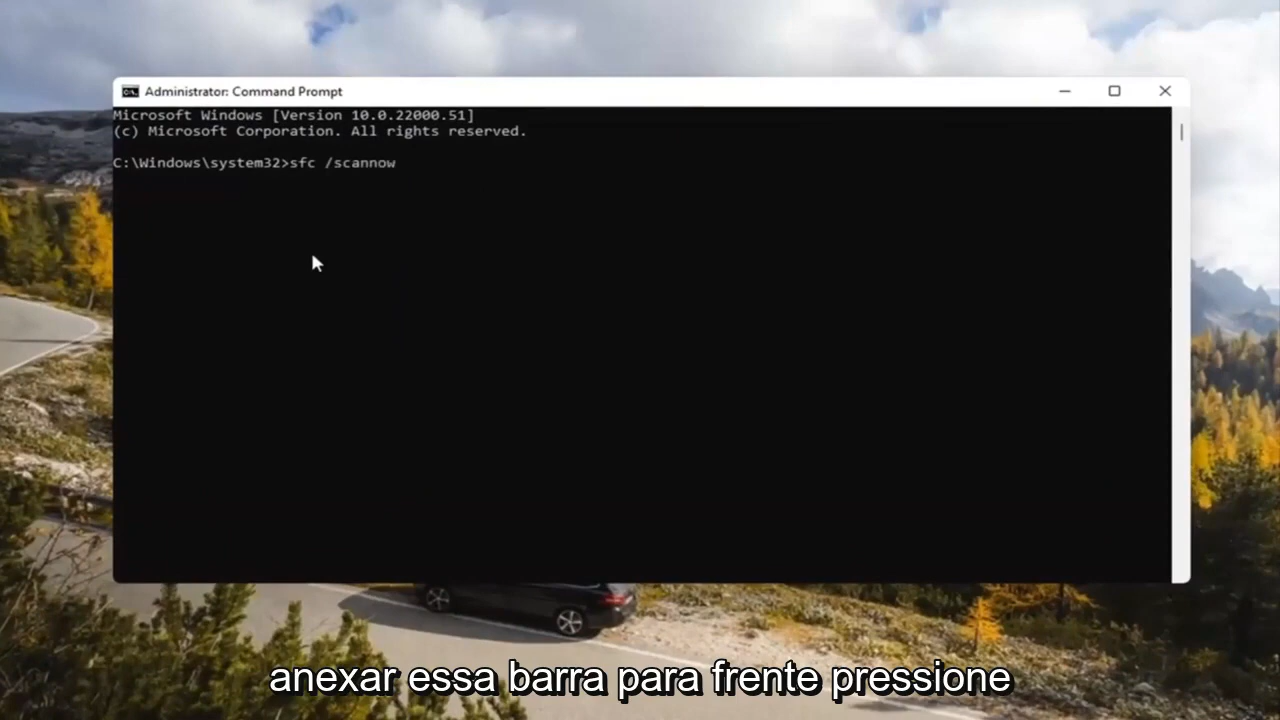 Administrator: Command Prompt
Microsoft Windows [Version 10.0.22000.51]
(c) Microsoft Corporation. All rights reserved.
C:\Windows\system32>sfc /scannow
anexar essa barra para frente pressione